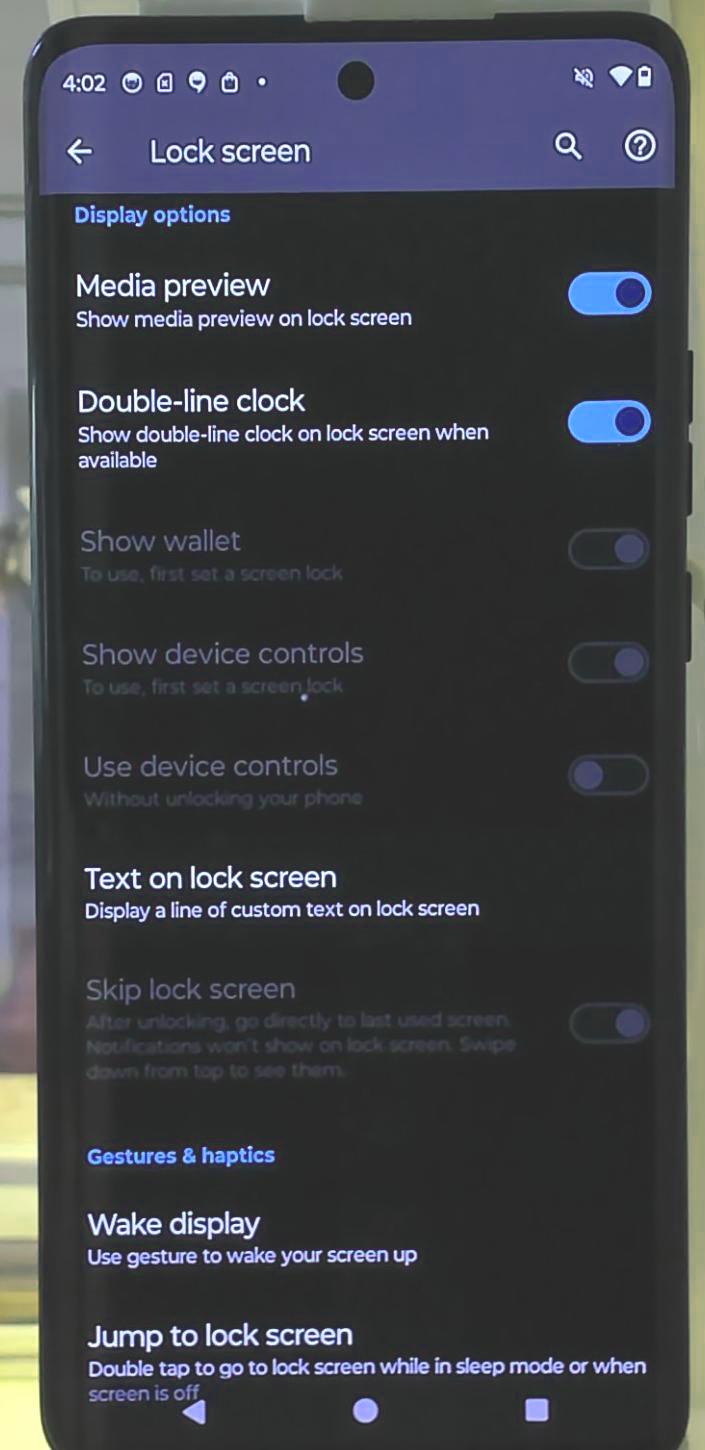 4:02
Lock screen
Display options
Media preview
Show media preview on lock screen
Double-line clock
Show double-line clock on lock screen when
available
Show wallet
To use, first set a screen lock
Show device controls
To use, first set a screen lock
Use device controls
Without unlocking your phone
Text on lock screen
Display a line of custom text on lock screen
Skip lock screen
After unlocking, go directly to last used screen.
Notifications won't show on lock screen. Swipe
down from top to see them.
Gestures & haptics
Wake display
Use gesture to wake your screen up
Jump to lock screen
Double tap to go to lock screen while in sleep mode or when
screen is off